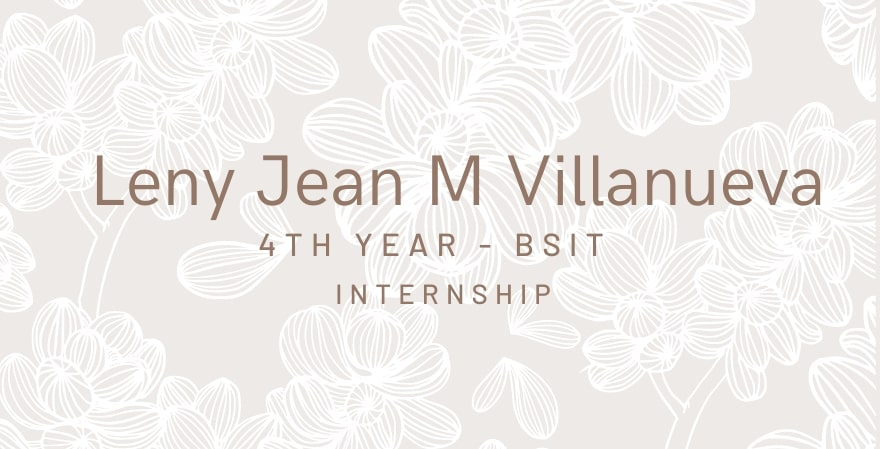 Leny Jean M Villanueva
4TH YEAR - BSIT
INTERNSHIP